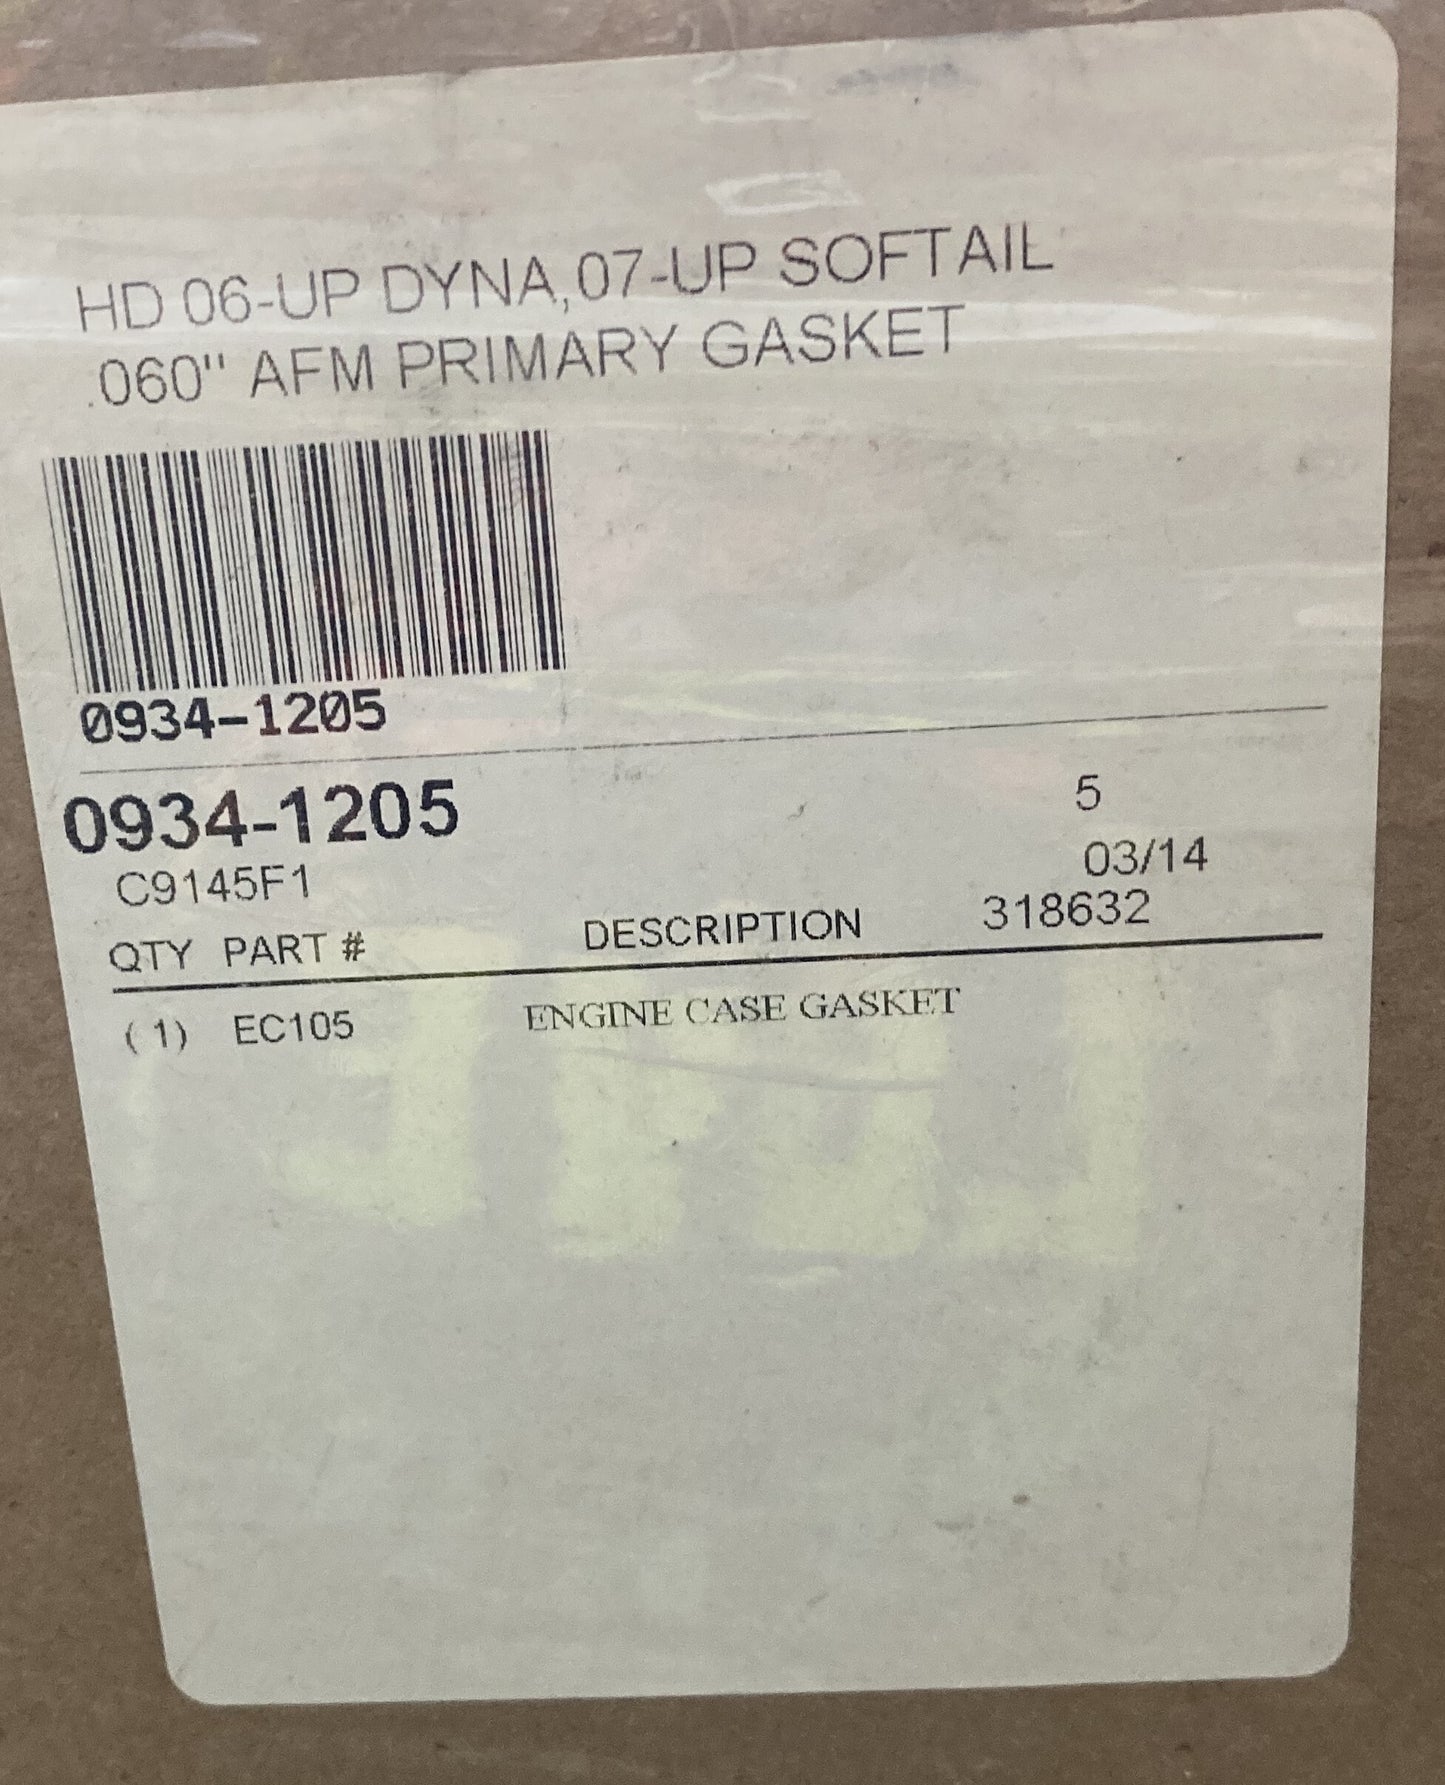 HD 06-UP DYNA,07-UP SOFTAIL
.060" AFM PRIMARY GASKET
0934-1205
0934-1205 5
C9145F1 03/14
QTY PART # DESCRIPTION 318632
( 1) EC105 ENGINE CASE GASKET